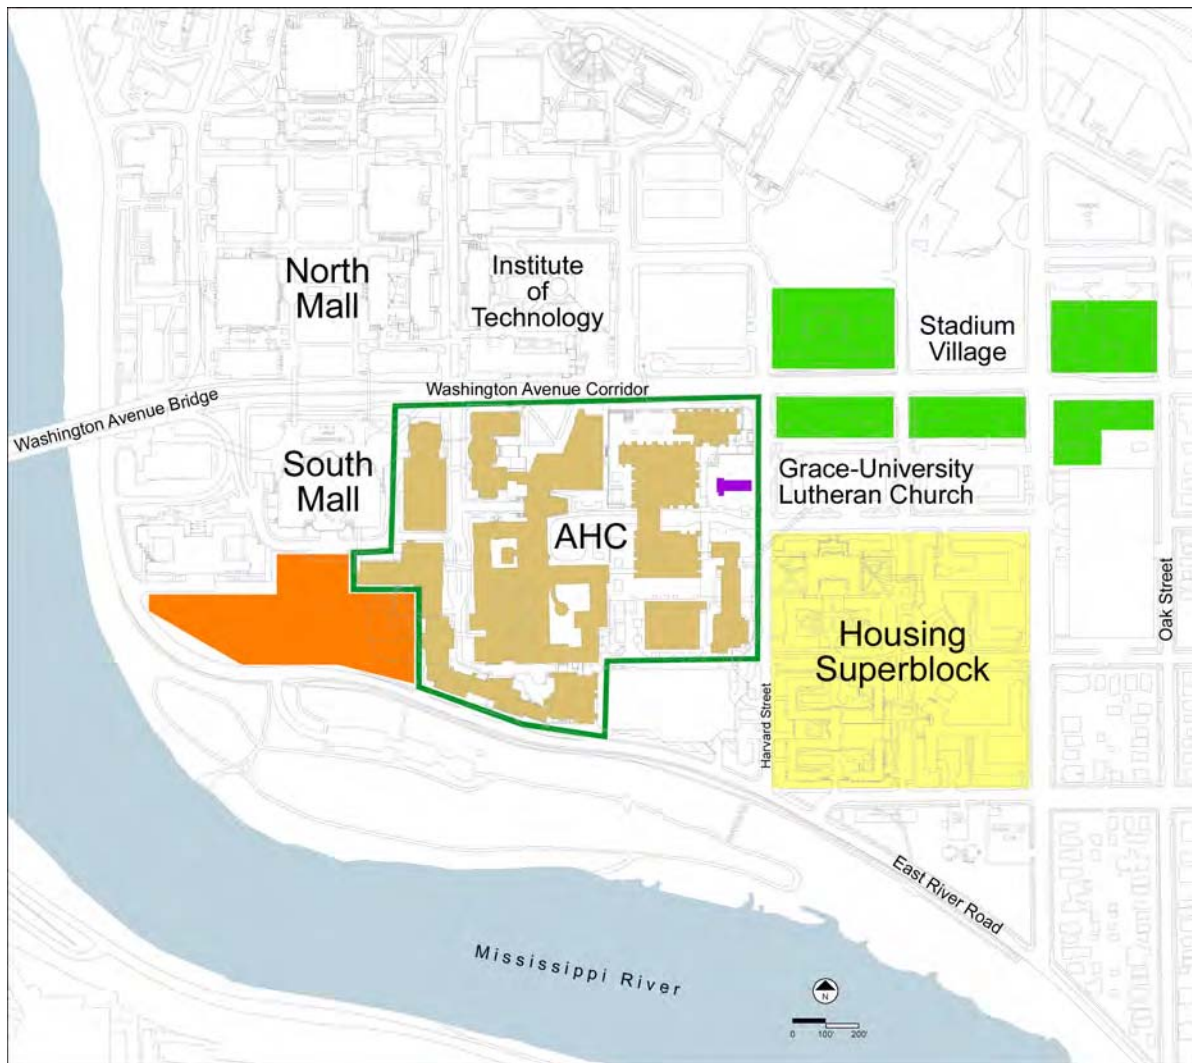 North
Mall
Institute
of
Technology
Stadium
Village
Washington Avenue Corridor
Washington Avenue Bridge
South
Mall
Grace-University
Lutheran Church
AHC
Housing
Superblock
Oak Street
Harvard Street
East River Road
Mississippi River
N
0 100' 200'